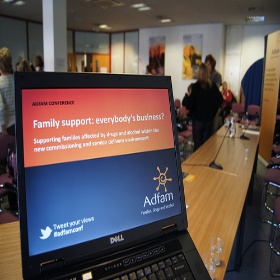 ADFAM CONFERENCE
Family support: everybody's business?
Supporting families affected by drugs and alcohol within the
new commissioning and service delivery environment
Adfam
Families, drugs and alcohol
Tweet your views
#adfamconf
DELL